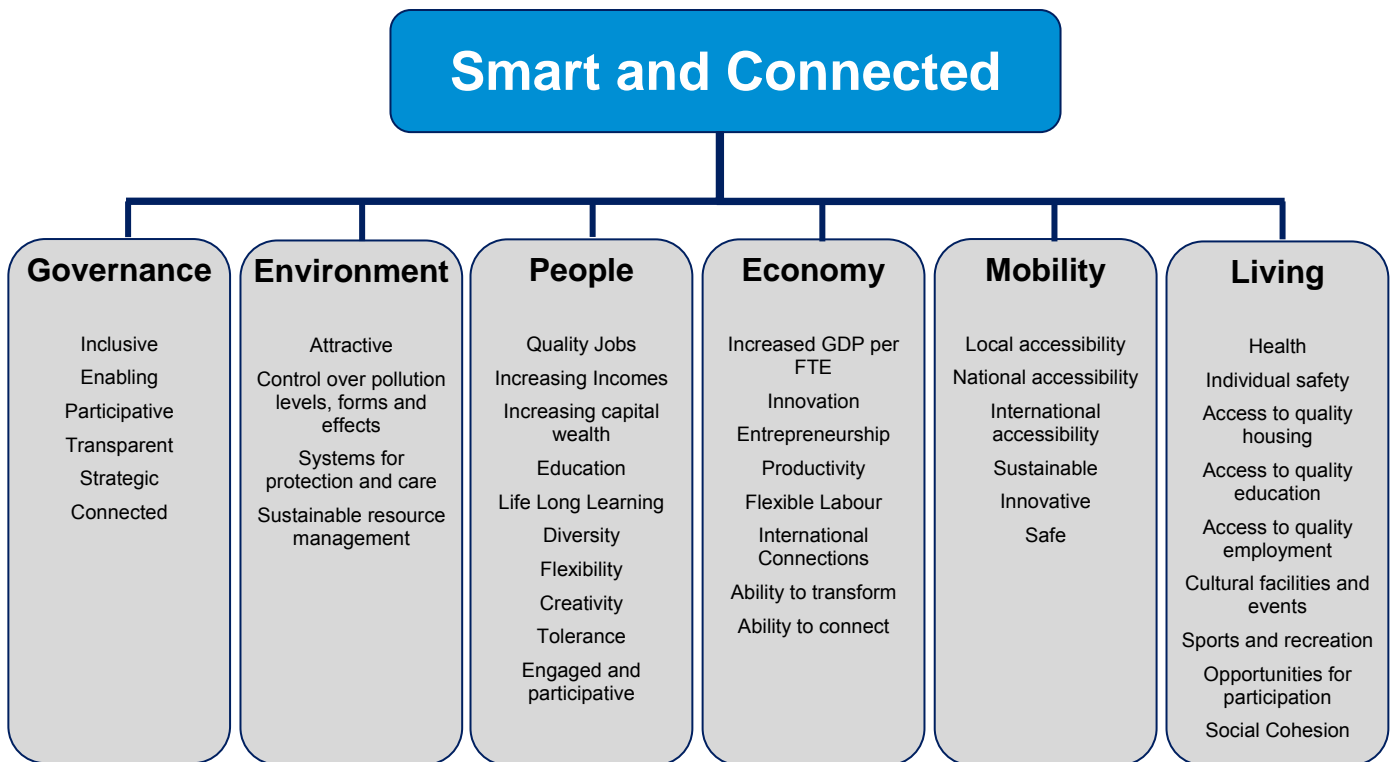 Smart and Connected
Governance
Inclusive
Enabling
Participative
Transparent
Strategic
Connected
Environment
Attractive
Control over pollution
levels, forms and
effects
Systems for
protection and care
Sustainable resource
management
People
Quality Jobs
Increasing Incomes
Increasing capital
wealth
Education
Life Long Learning
Diversity
Flexibility
Creativity
Tolerance
Engaged and
participative
Economy
Increased GDP per
FTE
Innovation
Entrepreneurship
Productivity
Flexible Labour
International
Connections
Ability to transform
Ability to connect
Mobility
Local accessibility
National accessibility
International
accessibility
Sustainable
Innovative
Safe
Living
Health
Individual safety
Access to quality
housing
Access to quality
education
Access to quality
employment
Cultural facilities and
events
Sports and recreation
Opportunities for
participation
Social Cohesion